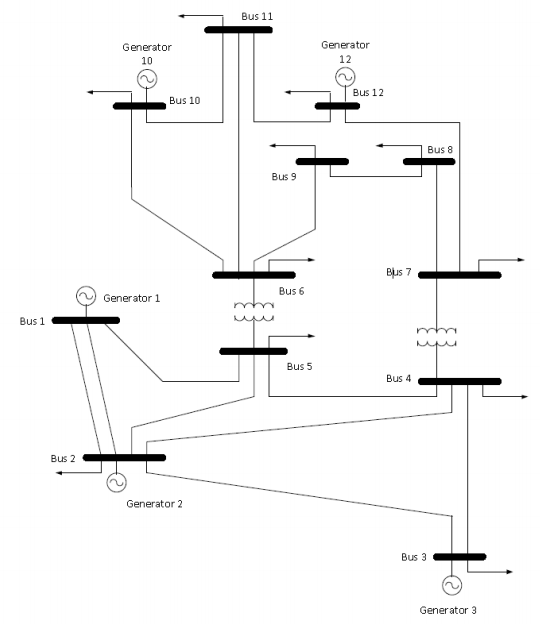 Bus 11
Generator
10
Generator
12
Bus 10
Bus 12
Bus 8
Bus 9
Bus 7
Bus 6
Generator 1
Bus 1
Bus 5
Bus 4
Bus 2
Generator 2
Bus 3
Generator 3